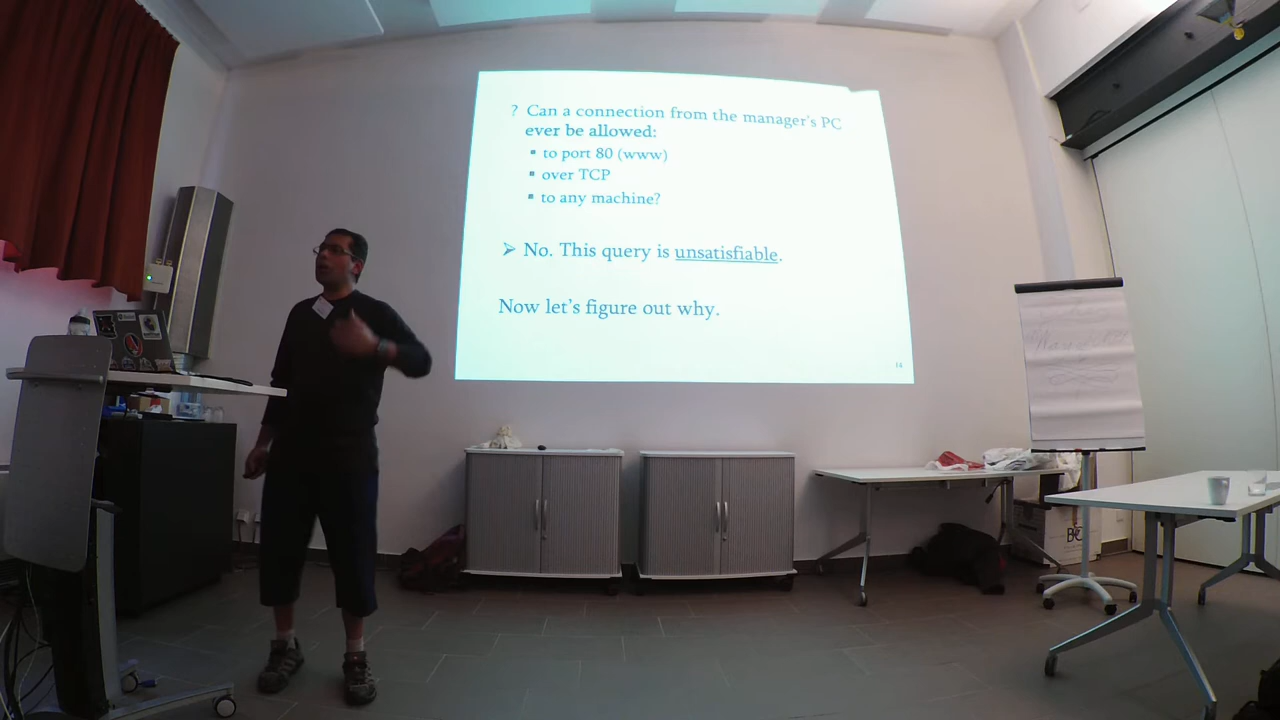 ? Can a connection from the manager's PC
ever be allowed:
▪ to port 80 (www)
▪ over TCP
▪ to any machine?
➢ No. This query is unsatisfiable.
Now let's figure out why.
14